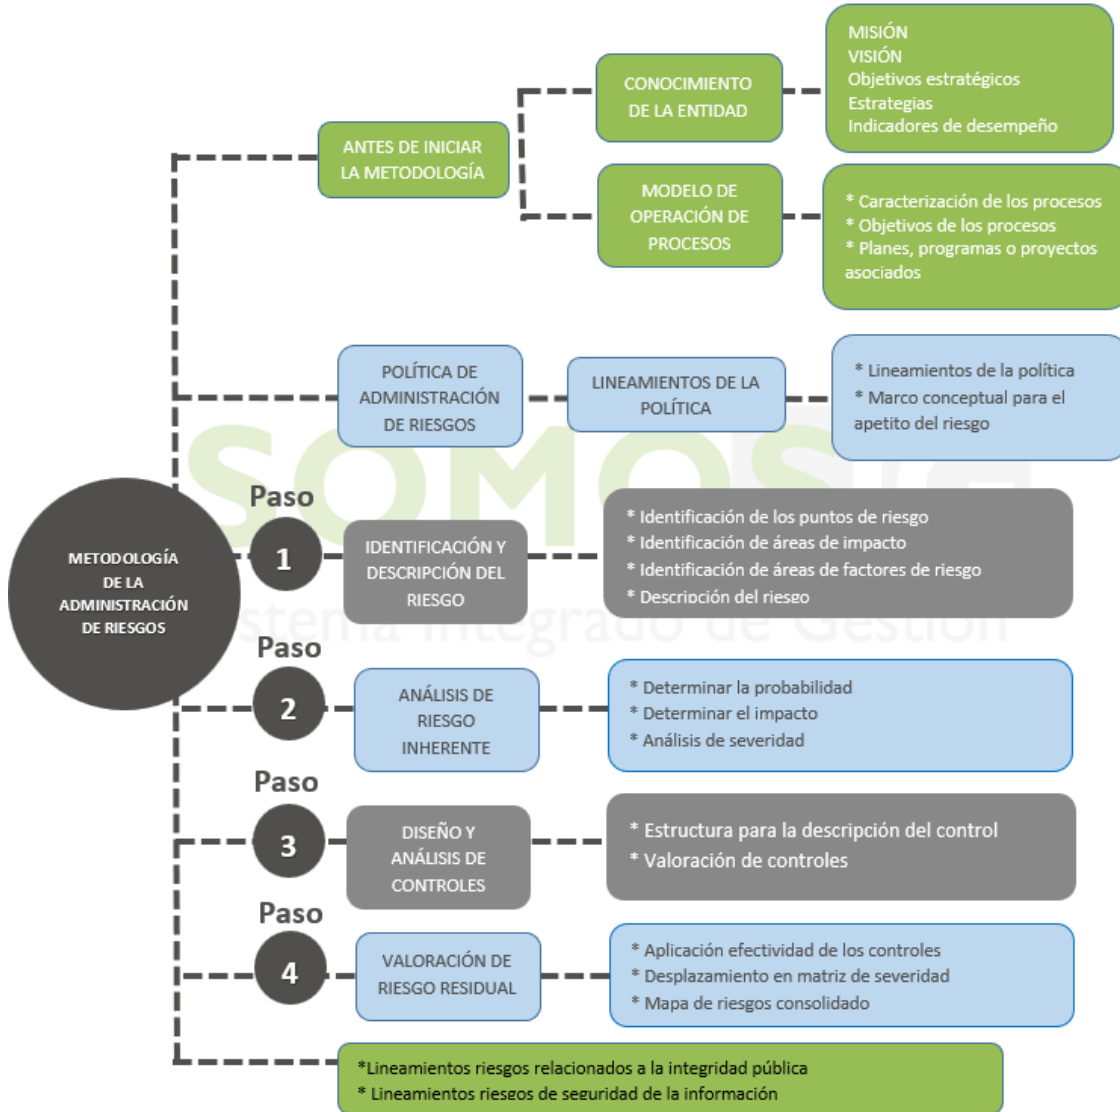 MISIÓN
VISIÓN
Objetivos estratégicos
Estrategias
Indicadores de desempeño
CONOCIMIENTO
DE LA ENTIDAD
ANTES DE INICIAR
LA METODOLOGÍA
MODELO DE
OPERACIÓN DE
PROCESOS
* Caracterización de los procesos
* Objetivos de los procesos
* Planes, programas o proyectos
asociados
POLÍTICA DE
ADMINISTRACIÓN
DE RIESGOS
LINEAMIENTOS DE LA
POLÍTICA
* Lineamientos de la política
* Marco conceptual para el
apetito del riesgo
SOMOSIG
Sistema Integrado de Gestión
METODOLOGÍA
DE LA
ADMINISTRACIÓN
DE RIESGOS
Paso
1
IDENTIFICACIÓN Y
DESCRIPCIÓN DEL
RIESGO
* Identificación de los puntos de riesgo
* Identificación de áreas de impacto
* Identificación de áreas de factores de riesgo
* Descripción del riesgo
Paso
2
ANÁLISIS DE
RIESGO
INHERENTE
* Determinar la probabilidad
* Determinar el impacto
* Análisis de severidad
Paso
3
DISEÑO Y
ANÁLISIS DE
CONTROLES
* Estructura para la descripción del control
* Valoración de controles
Paso
4
VALORACIÓN DE
RIESGO RESIDUAL
* Aplicación efectividad de los controles
* Desplazamiento en matriz de severidad
* Mapa de riesgos consolidado
*Lineamientos riesgos relacionados a la integridad pública
* Lineamientos riesgos de seguridad de la información